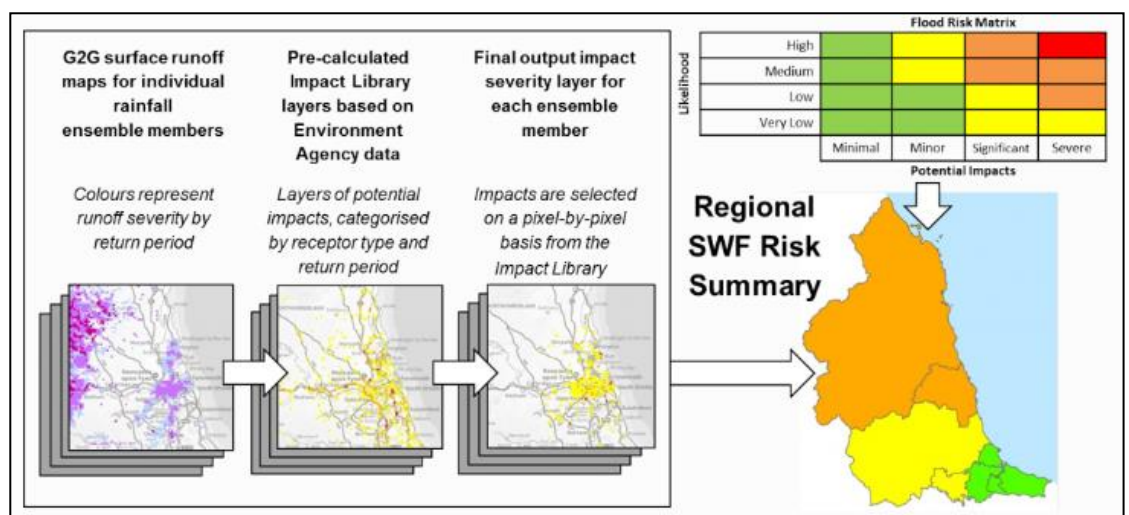 G2G surface runoff
maps for individual
rainfall
ensemble members
Colours represent
runoff severity by
return period
Pre-calculated
Impact Library
layers based on
Environment
Agency data
Layers of potential
impacts, categorised
by receptor type and
return period
Final output impact
severity layer for
each ensemble
member
Impacts are selected
on a pixel-by-pixel
basis from the
Impact Library
Flood Risk Matrix
Likelihood
High
Medium
Low
Very Low
Minimal Minor Significant Severe
Potential Impacts
Regional
SWF Risk
Summary